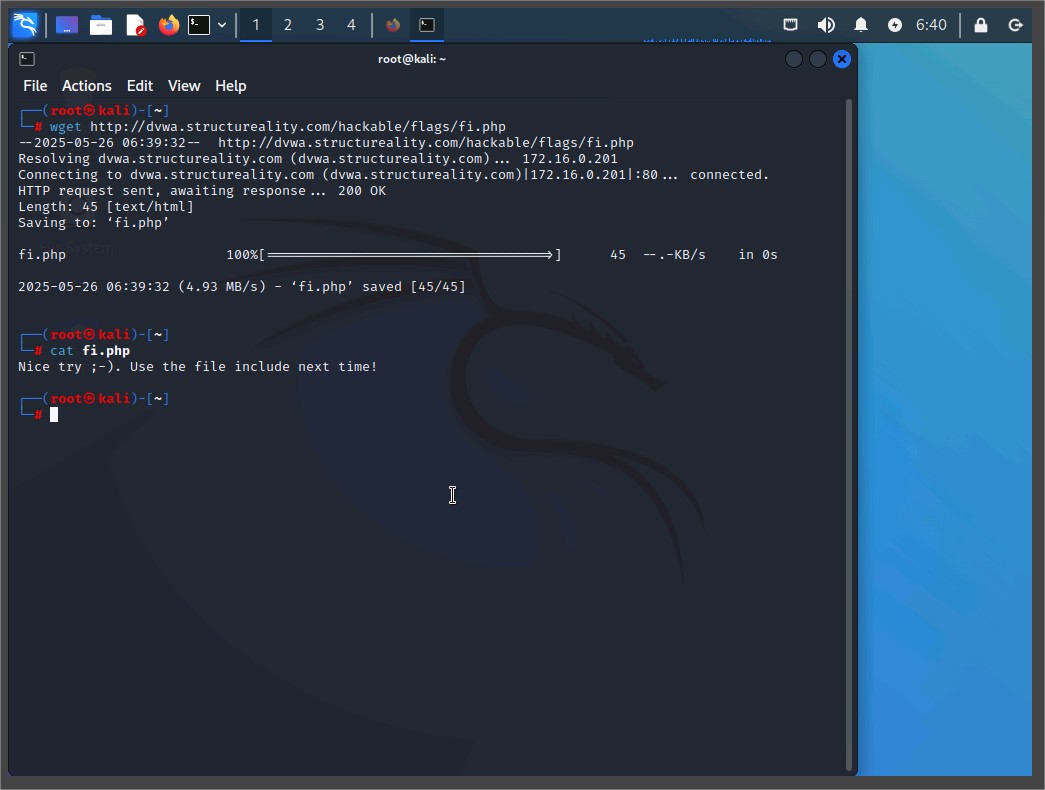 1 2 3 4 6:40
root@kali: ~
File Actions Edit View Help
┌──(root㉿kali)-[~]
└─# wget http://dvwa.structureality.com/hackable/flags/fi.php
--2025-05-26 06:39:32--  http://dvwa.structureality.com/hackable/flags/fi.php
Resolving dvwa.structureality.com (dvwa.structureality.com)... 172.16.0.201
Connecting to dvwa.structureality.com (dvwa.structureality.com)|172.16.0.201|:80... connected.
HTTP request sent, awaiting response... 200 OK
Length: 45 [text/html]
Saving to: ‘fi.php’
fi.php 100%[===================================>] 45 --.-KB/s in 0s
2025-05-26 06:39:32 (4.93 MB/s) - ‘fi.php’ saved [45/45]
┌──(root㉿kali)-[~]
└─# cat fi.php
Nice try ;-). Use the file include next time!
┌──(root㉿kali)-[~]
└─#